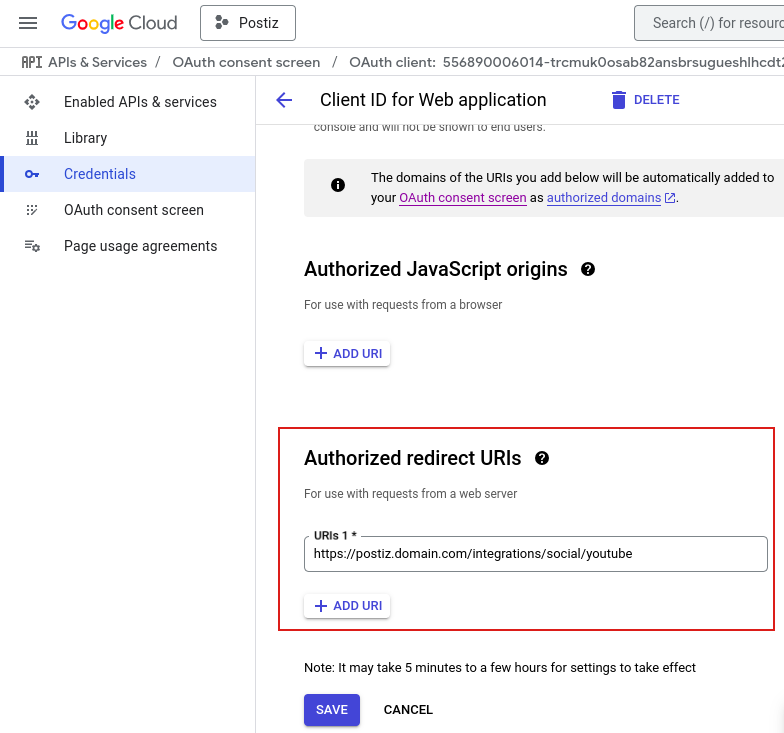 Google Cloud
Postiz
Search (/) for resourc
API APIs & Services / OAuth consent screen / OAuth client: 556890006014-trcmuk0osab82ansbrsugueshlhcdt2
Enabled APIs & services
Library
Credentials
OAuth consent screen
Page usage agreements
Client ID for Web application
DELETE
console and will not be shown to end users.
The domains of the URIs you add below will be automatically added to
your OAuth consent screen as authorized domains.
Authorized JavaScript origins
For use with requests from a browser
ADD URI
Authorized redirect URIs
For use with requests from a web server
URIs 1 *
https://postiz.domain.com/integrations/social/youtube
ADD URI
Note: It may take 5 minutes to a few hours for settings to take effect
SAVE
CANCEL